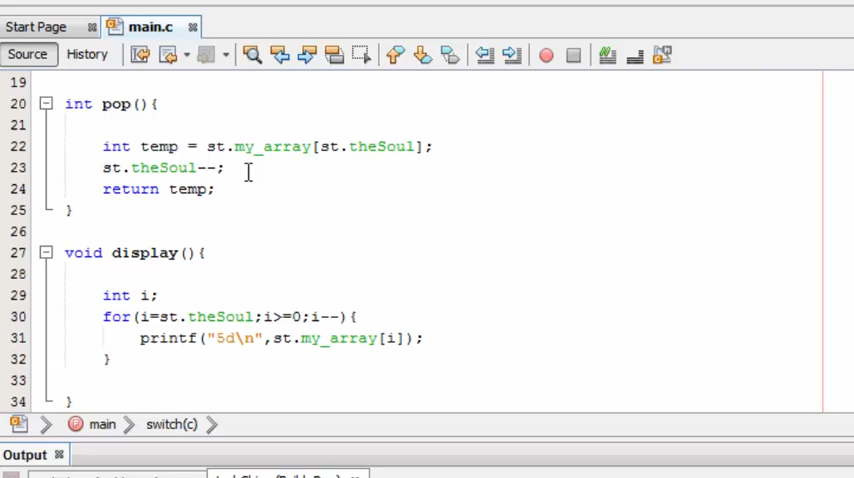 Start Page main.c
Source History
19
20 int pop(){
21
22 int temp = st.my_array[st.theSoul];
23 st.theSoul--;
24 return temp;
25 }
26
27 void display(){
28
29 int i;
30 for(i=st.theSoul;i>=0;i--){
31 printf("5d\n",st.my_array[i]);
32 }
33
34 }
main switch(c)
Output